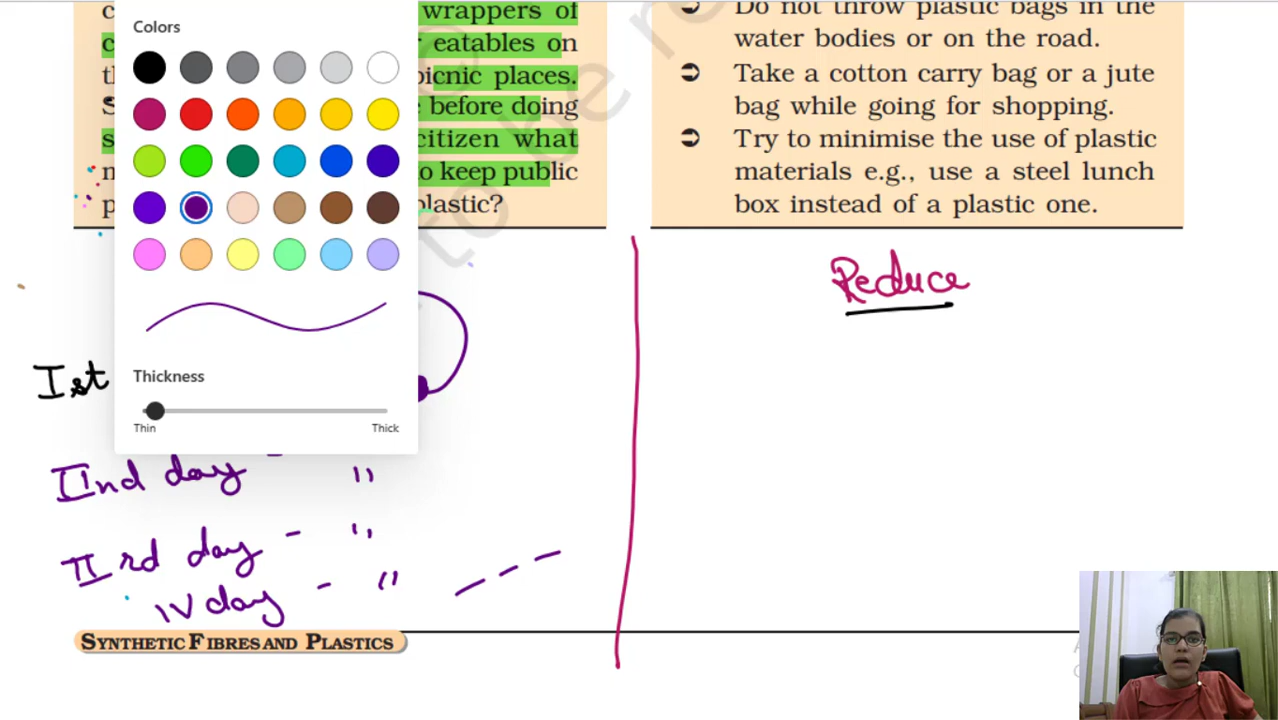 Colors
wrappers of
eatables on
picnic places.
before doing
citizen what
o keep public
plastic?
Thickness
Thin
Thick
Ist
IInd day "
IIrd day - "
IV day - " - - -
SYNTHETIC FIBRES AND PLASTICS
Do not throw plastic bags in the
water bodies or on the road.
➲ Take a cotton carry bag or a jute
bag while going for shopping.
➲ Try to minimise the use of plastic
materials e.g., use a steel lunch
box instead of a plastic one.
Reduce
to be re